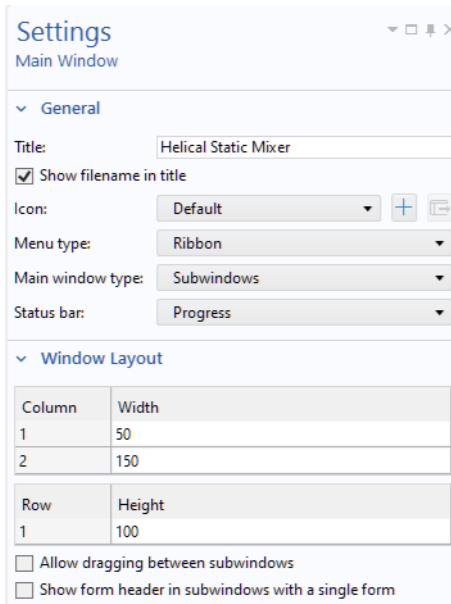 Settings
Main Window
General
Title: Helical Static Mixer
Show filename in title
Icon: Default
Menu type: Ribbon
Main window type: Subwindows
Status bar: Progress
Window Layout
Column Width
1 50
2 150
Row Height
1 100
Allow dragging between subwindows
Show form header in subwindows with a single form